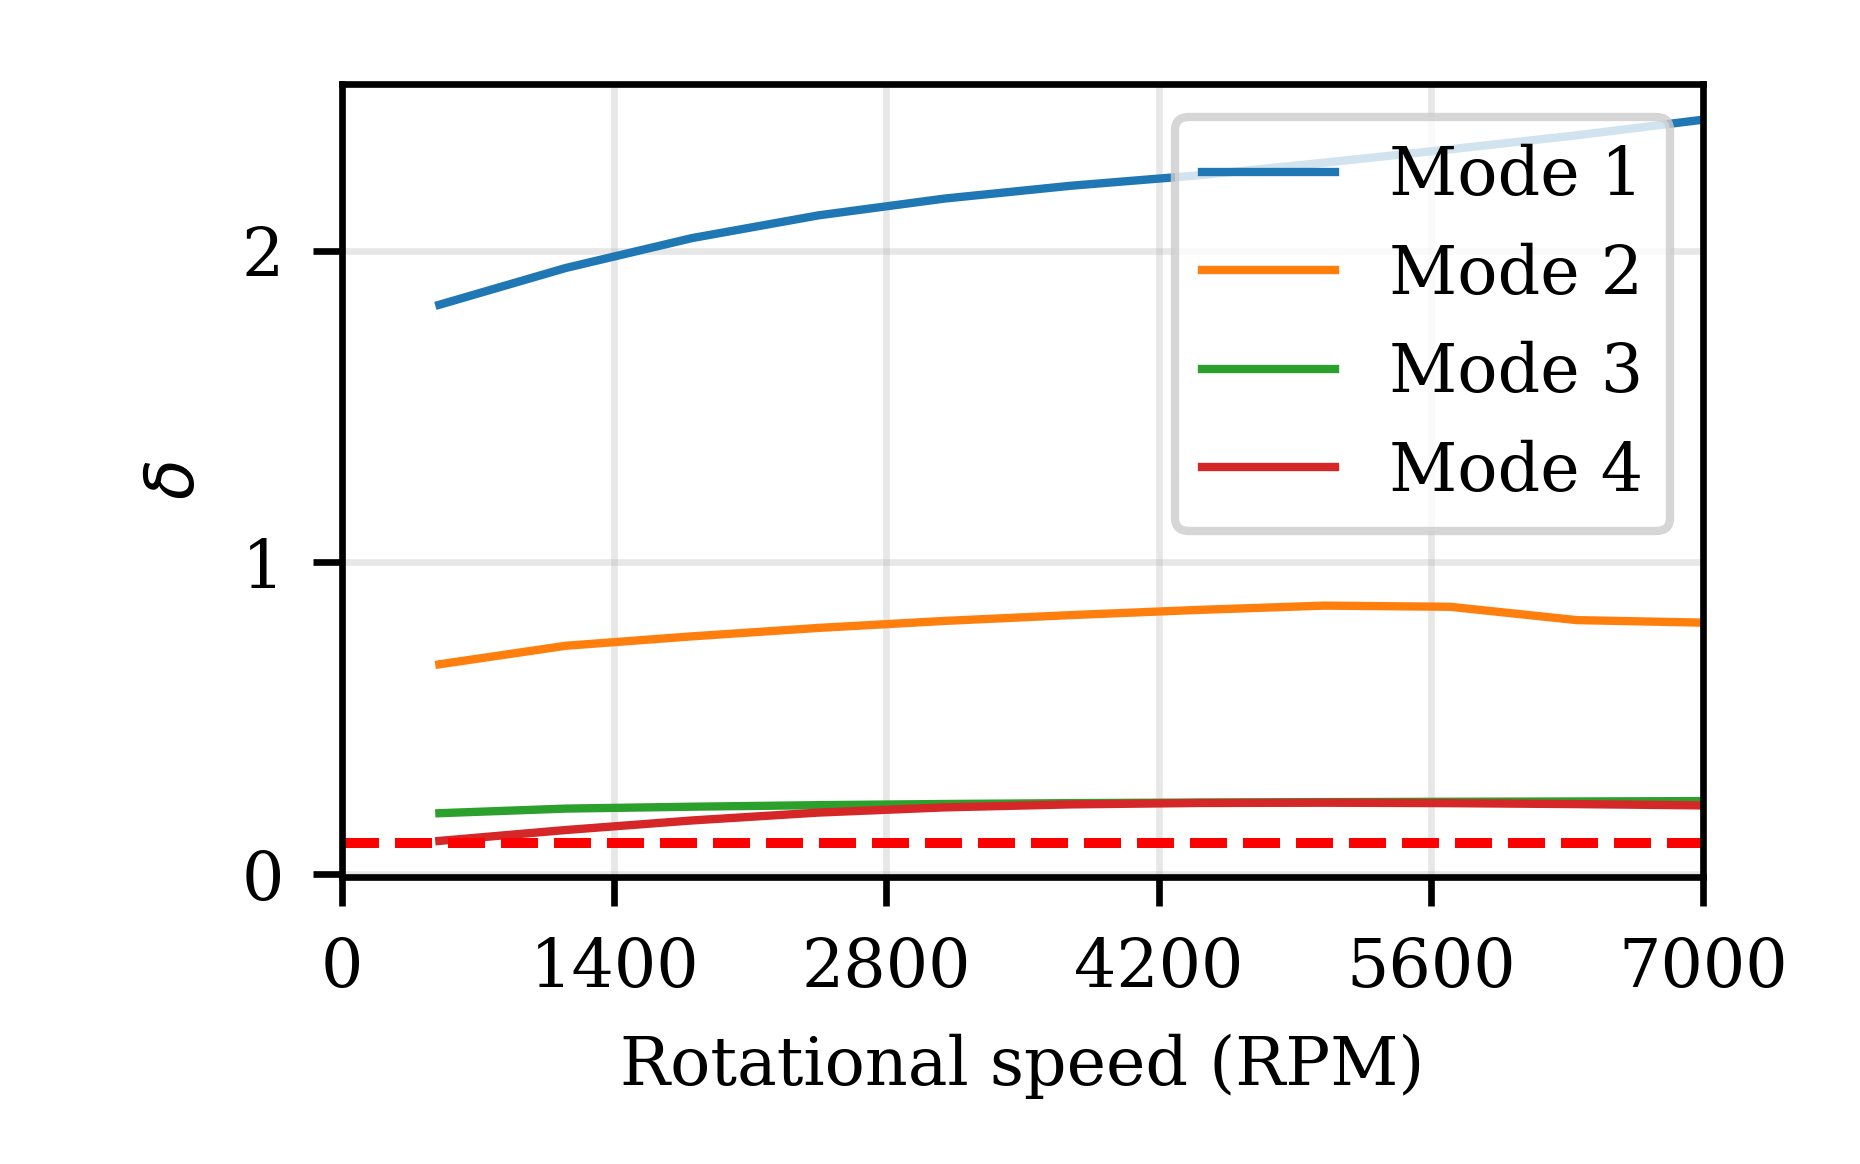 Mode 1
Mode 2
Mode 3
Mode 4
2
1
0
δ
0 1400 2800 4200 5600 7000
Rotational speed (RPM)